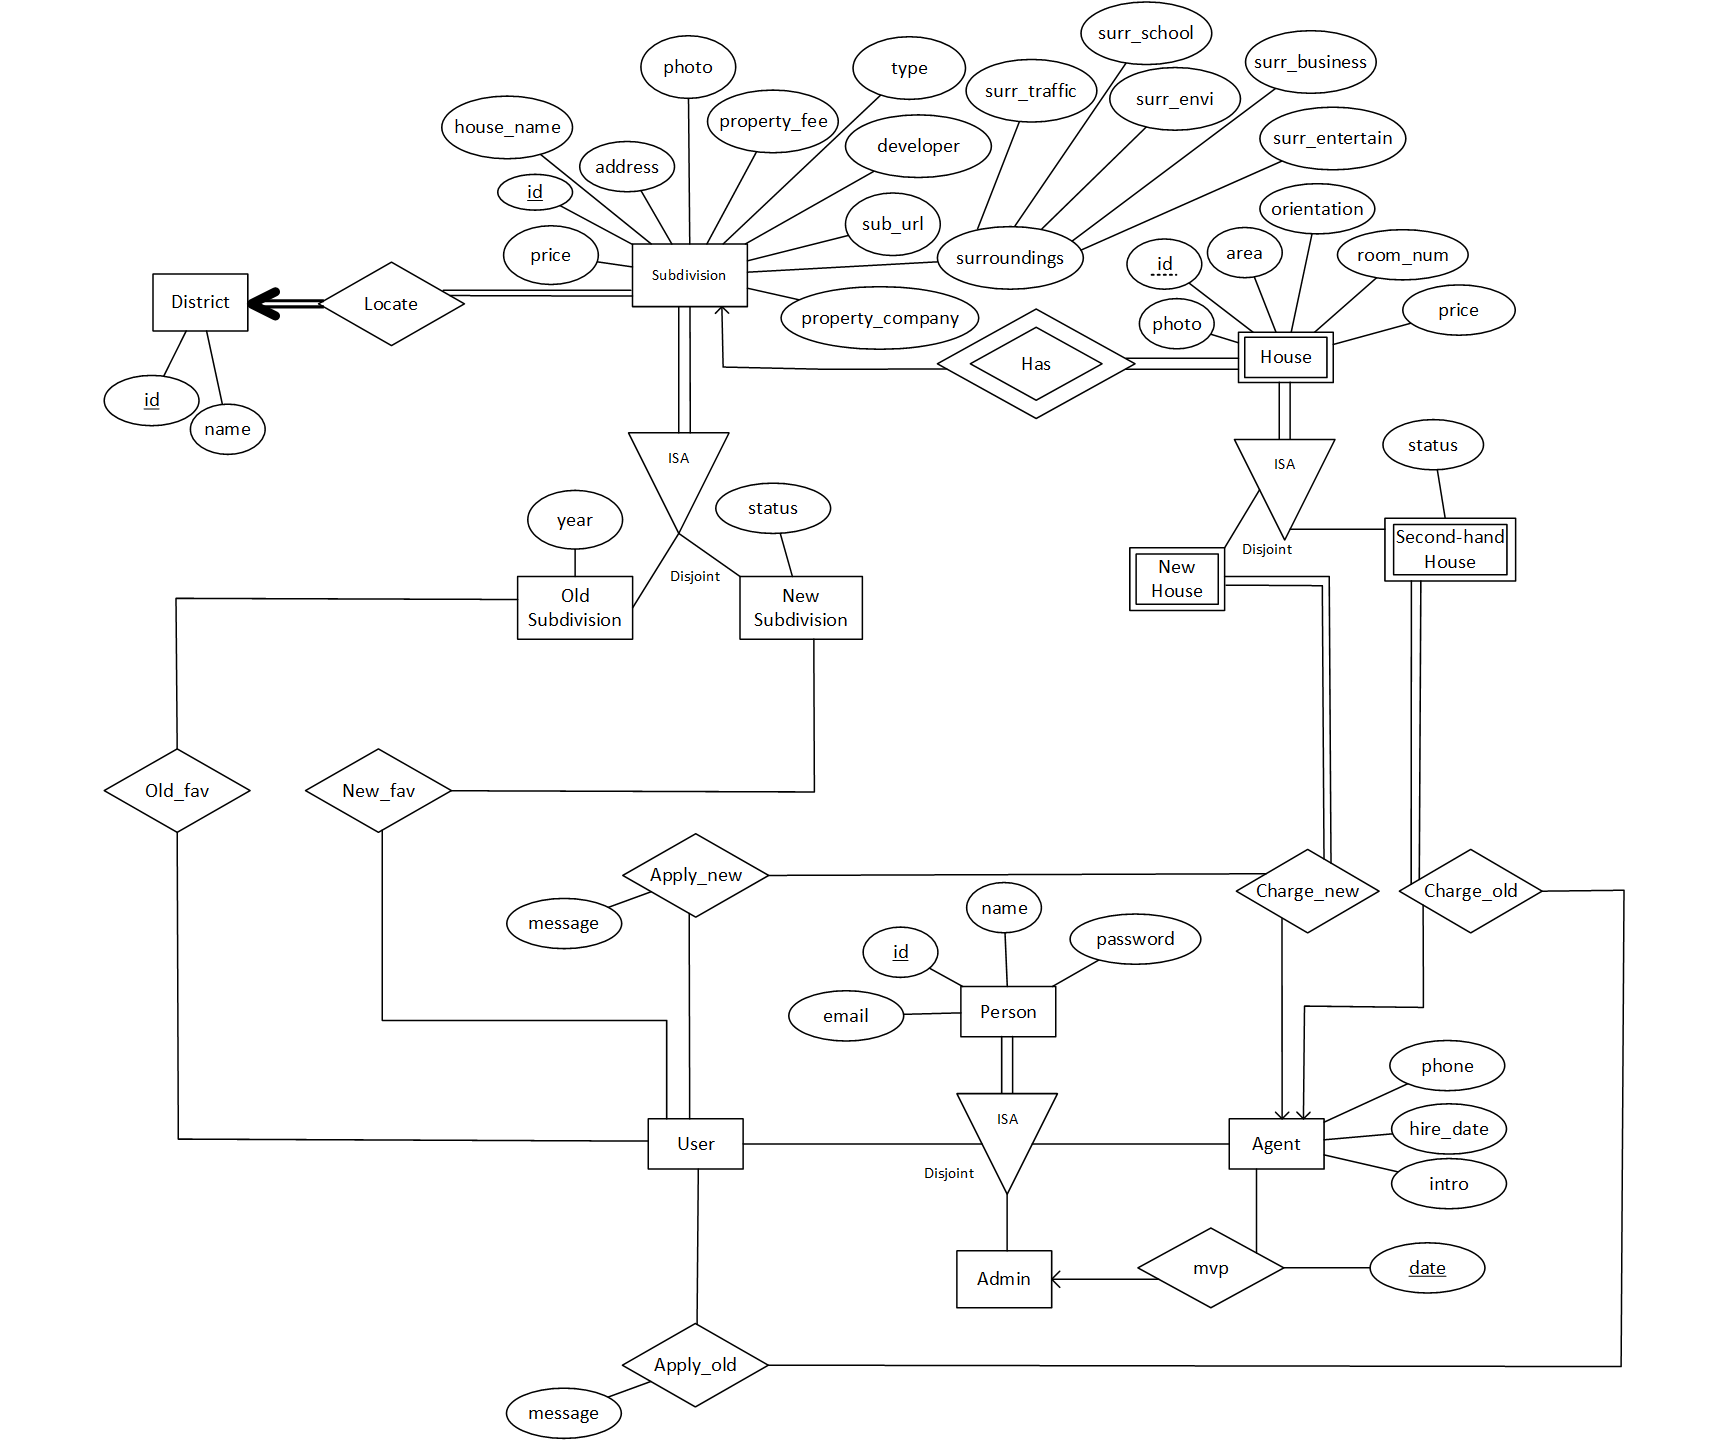 surr_school
photo
type
surr_business
surr_traffic
surr_envi
house_name
property_fee
surr_entertain
developer
address
id
orientation
sub_url
price
surroundings
id
area
room_num
Subdivision
District
Locate
property_company
photo
price
House
Has
id
name
ISA
status
ISA
year
status
Disjoint
Second-hand
House
New
House
Disjoint
Old
Subdivision
New
Subdivision
Old_fav
New_fav
Apply_new
Charge_new
Charge_old
message
name
id
password
email
Person
phone
ISA
hire_date
User
Agent
Disjoint
intro
Admin
mvp
date
Apply_old
message